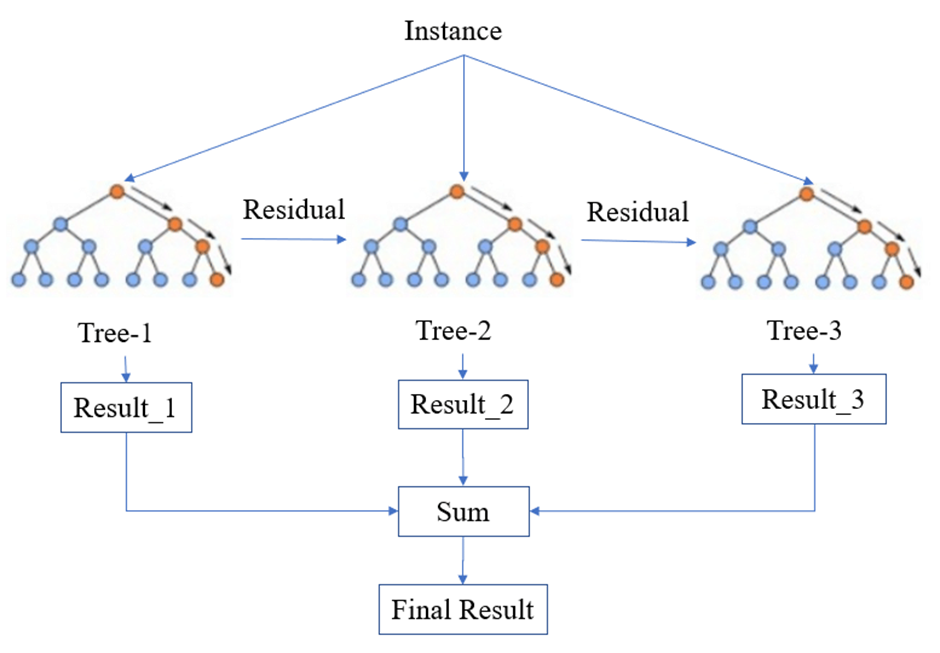 Instance
Residual
Residual
Tree-1
Tree-2
Tree-3
Result_1
Result_2
Result_3
Sum
Final Result